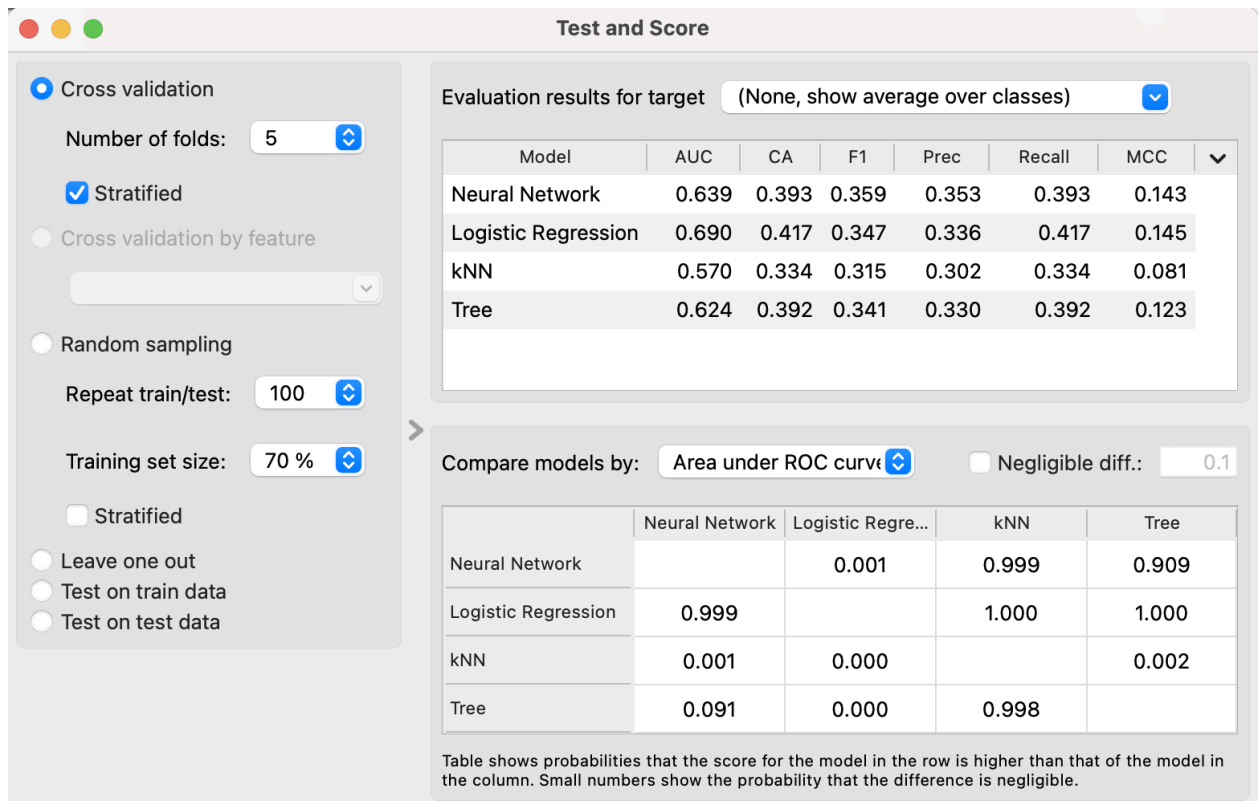 Test and Score
Cross validation
Number of folds: 5
Stratified
Cross validation by feature
Random sampling
Repeat train/test: 100
Training set size: 70 %
Stratified
Leave one out
Test on train data
Test on test data
Evaluation results for target (None, show average over classes)
Model AUC CA F1 Prec Recall MCC
Neural Network 0.639 0.393 0.359 0.353 0.393 0.143
Logistic Regression 0.690 0.417 0.347 0.336 0.417 0.145
kNN 0.570 0.334 0.315 0.302 0.334 0.081
Tree 0.624 0.392 0.341 0.330 0.392 0.123
Compare models by: Area under ROC curve Negligible diff.: 0.1
Neural Network Logistic Regre... kNN Tree
Neural Network 0.001 0.999 0.909
Logistic Regression 0.999 1.000 1.000
kNN 0.001 0.000 0.002
Tree 0.091 0.000 0.998
Table shows probabilities that the score for the model in the row is higher than that of the model in
the column. Small numbers show the probability that the difference is negligible.